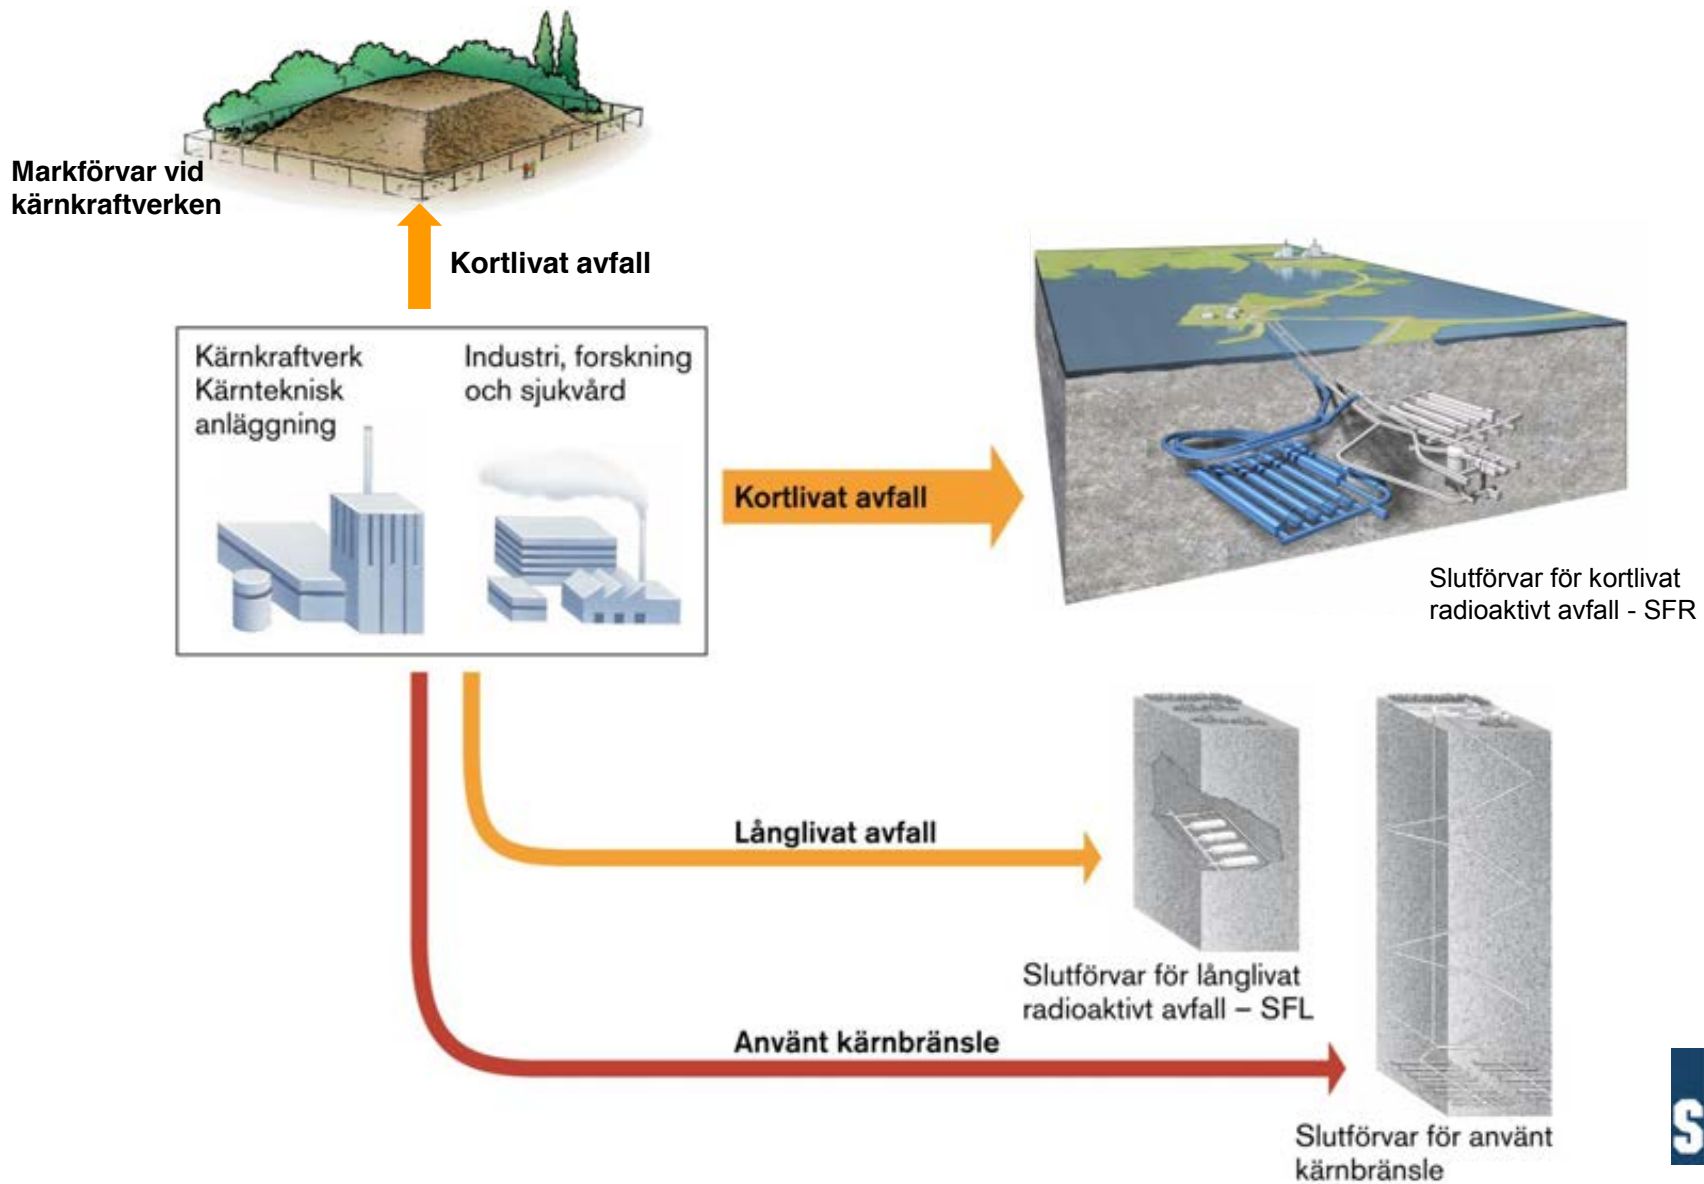 Markförvar vid
kärnkraftverken
Kortlivat avfall
Kärnkraftverk
Kärnteknisk
anläggning
Industri, forskning
och sjukvård
Kortlivat avfall
Slutförvar för kortlivat
radioaktivt avfall - SFR
Långlivat avfall
Slutförvar för långlivat
radioaktivt avfall – SFL
Använt kärnbränsle
Slutförvar för använt
kärnbränsle
S